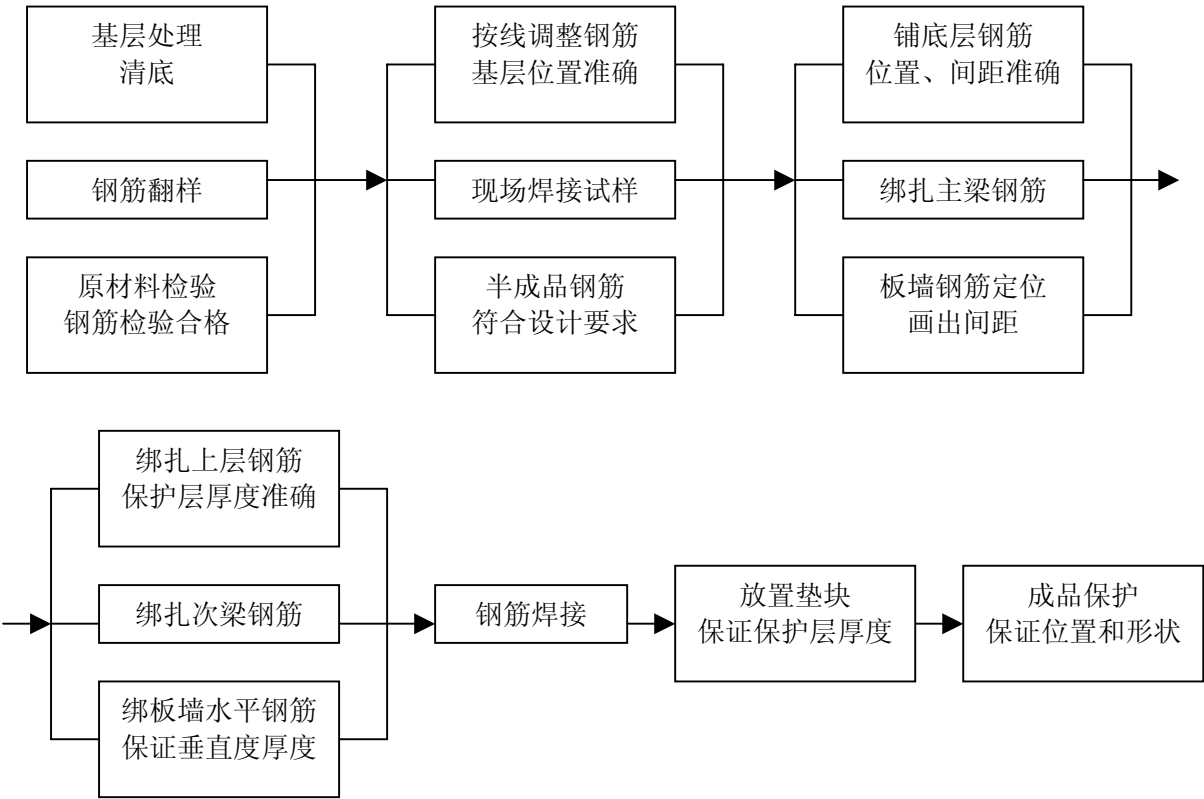 基层处理
清底
按线调整钢筋
基层位置准确
铺底层钢筋
位置、间距准确
钢筋翻样
现场焊接试样
绑扎主梁钢筋
原材料检验
钢筋检验合格
半成品钢筋
符合设计要求
板墙钢筋定位
画出间距
绑扎上层钢筋
保护层厚度准确
绑扎次梁钢筋
钢筋焊接
放置垫块
保证保护层厚度
成品保护
保证位置和形状
绑板墙水平钢筋
保证垂直度厚度